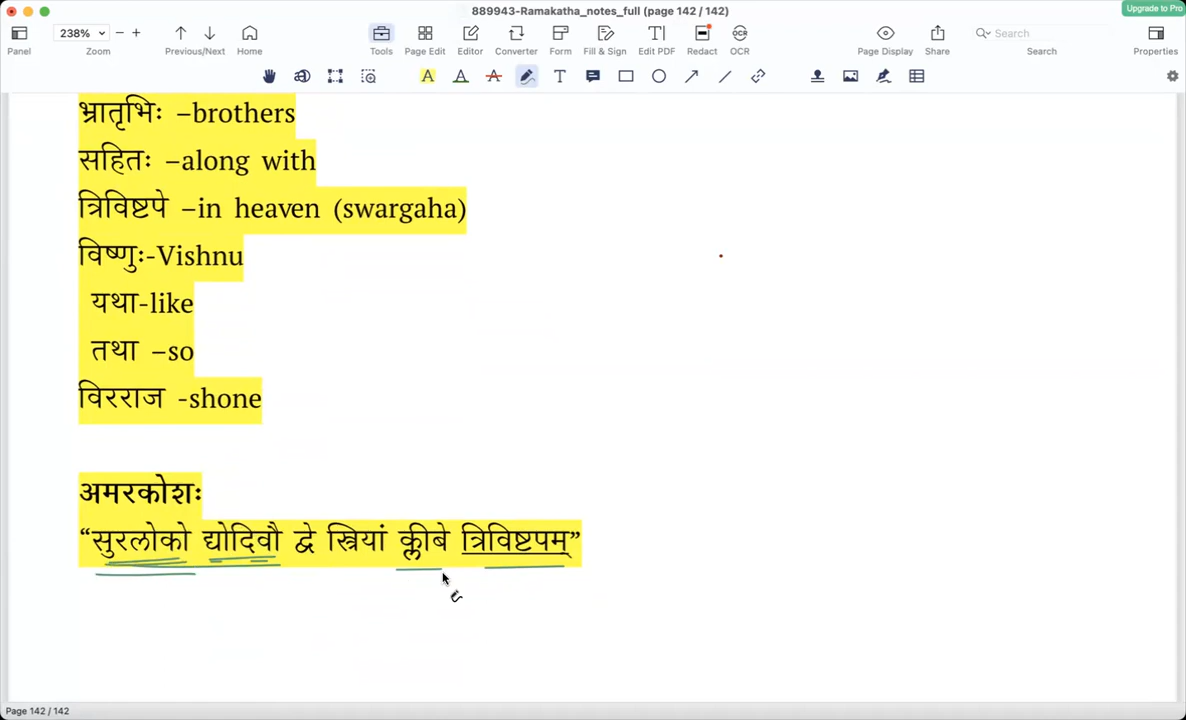 889943-Ramakatha_notes_full (page 142 / 142)
Upgrade to Pro
Panel
238%
Zoom
Previous/Next
Home
Tools
Page Edit
Editor
Converter
Form
Fill & Sign
Edit PDF
Redact
OCR
Page Display
Share
Search
Search
Properties
भ्रातृभिः –brothers
सहितः –along with
त्रिविष्टपे –in heaven (swargaha)
विष्णुः-Vishnu
यथा-like
तथा –so
विरराज -shone
अमरकोशः
“सुरलोको द्योदिवौ द्वे स्त्रियां क्लीबे त्रिविष्टपम्”
Page 142 / 142